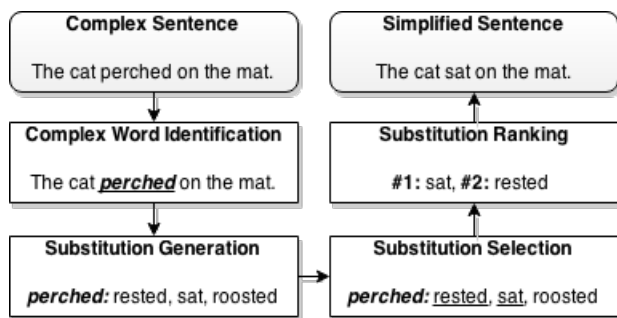 Complex Sentence
The cat perched on the mat.
Complex Word Identification
The cat perched on the mat.
Substitution Generation
perched: rested, sat, roosted
Substitution Selection
perched: rested, sat, roosted
Substitution Ranking
#1: sat, #2: rested
Simplified Sentence
The cat sat on the mat.